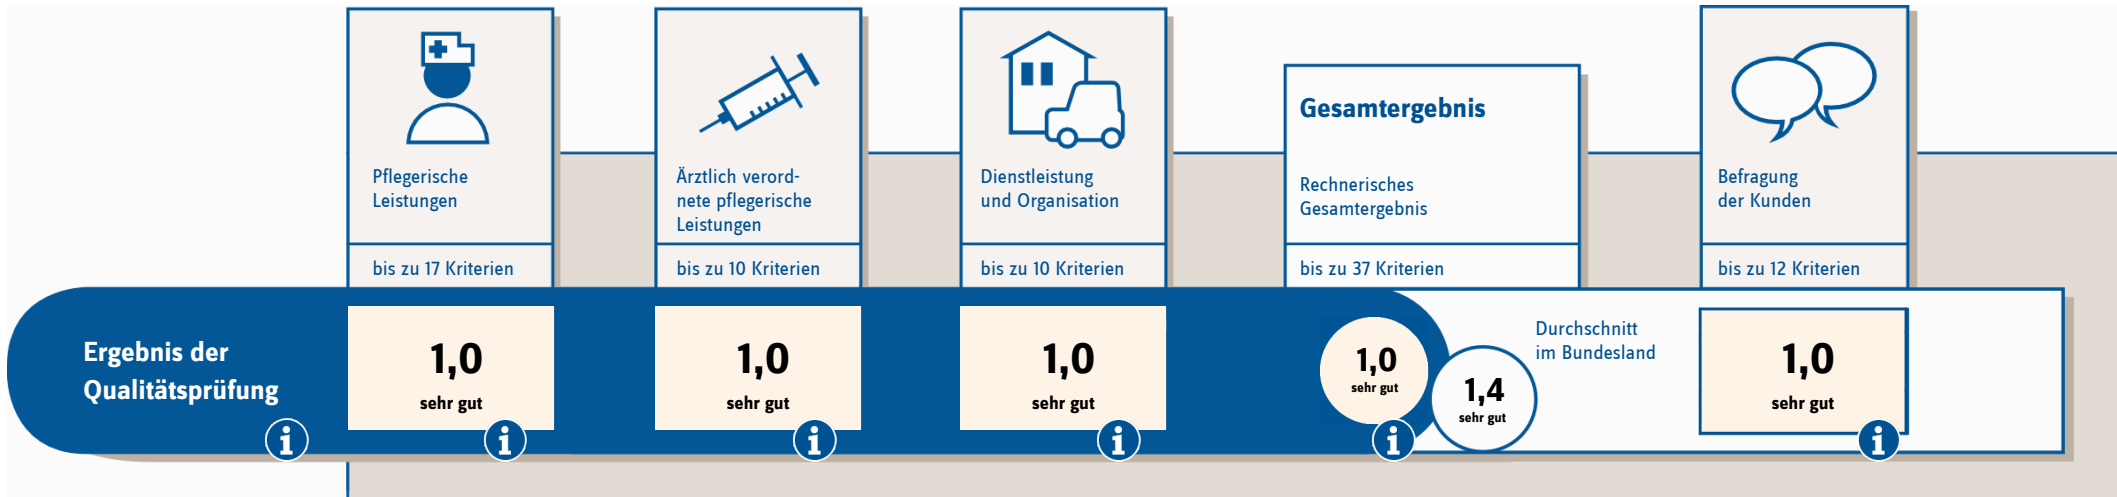 Pflegerische
Leistungen
bis zu 17 Kriterien
Ärztlich verord-
nete pflegerische
Leistungen
bis zu 10 Kriterien
Dienstleistung
und Organisation
bis zu 10 Kriterien
Gesamtergebnis
Rechnerisches
Gesamtergebnis
bis zu 37 Kriterien
Befragung
der Kunden
bis zu 12 Kriterien
Ergebnis der
Qualitätsprüfung
i
1,0
sehr gut
i
1,0
sehr gut
i
1,0
sehr gut
i
1,0
sehr gut
i
1,4
sehr gut
Durchschnitt
im Bundesland
1,0
sehr gut
i